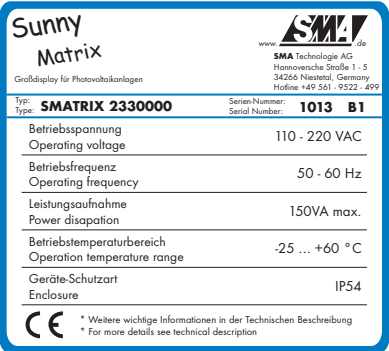 Sunny
Matrix
Großdisplay für Photovoltaikanlagen
www.SMA.de
SMA Technologie AG
Hannoversche Straße 1 - 5
34266 Niestetal, Germany
Hotline +49 561 - 9522 - 499
Typ:
Type: SMATRIX 2330000
Serien-Nummer:
Serial Number: 1013 B1
Betriebsspannung
Operating voltage
110 - 220 VAC
Betriebsfrequenz
Operating frequency
50 - 60 Hz
Leistungsaufnahme
Power disapation
150VA max.
Betriebstemperaturbereich
Operation temperature range
-25 ... +60 °C
Geräte-Schutzart
Enclosure
IP54
CE
* Weitere wichtige Informationen in der Technischen Beschreibung
* For more details see technical description